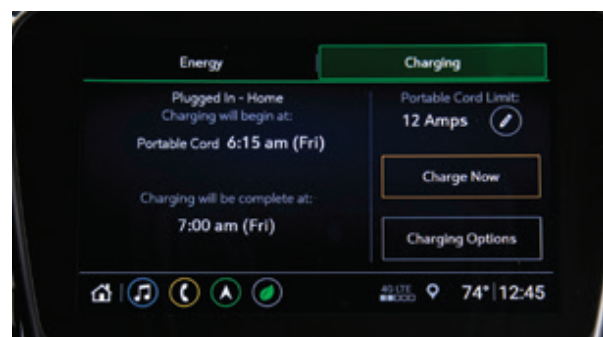 Energy
Charging
Plugged In - Home
Charging will begin at:
Portable Cord 6:15 am (Fri)
Charging will be complete at:
7:00 am (Fri)
Portable Cord Limit:
12 Amps
Charge Now
Charging Options
4G LTE
74° 12:45